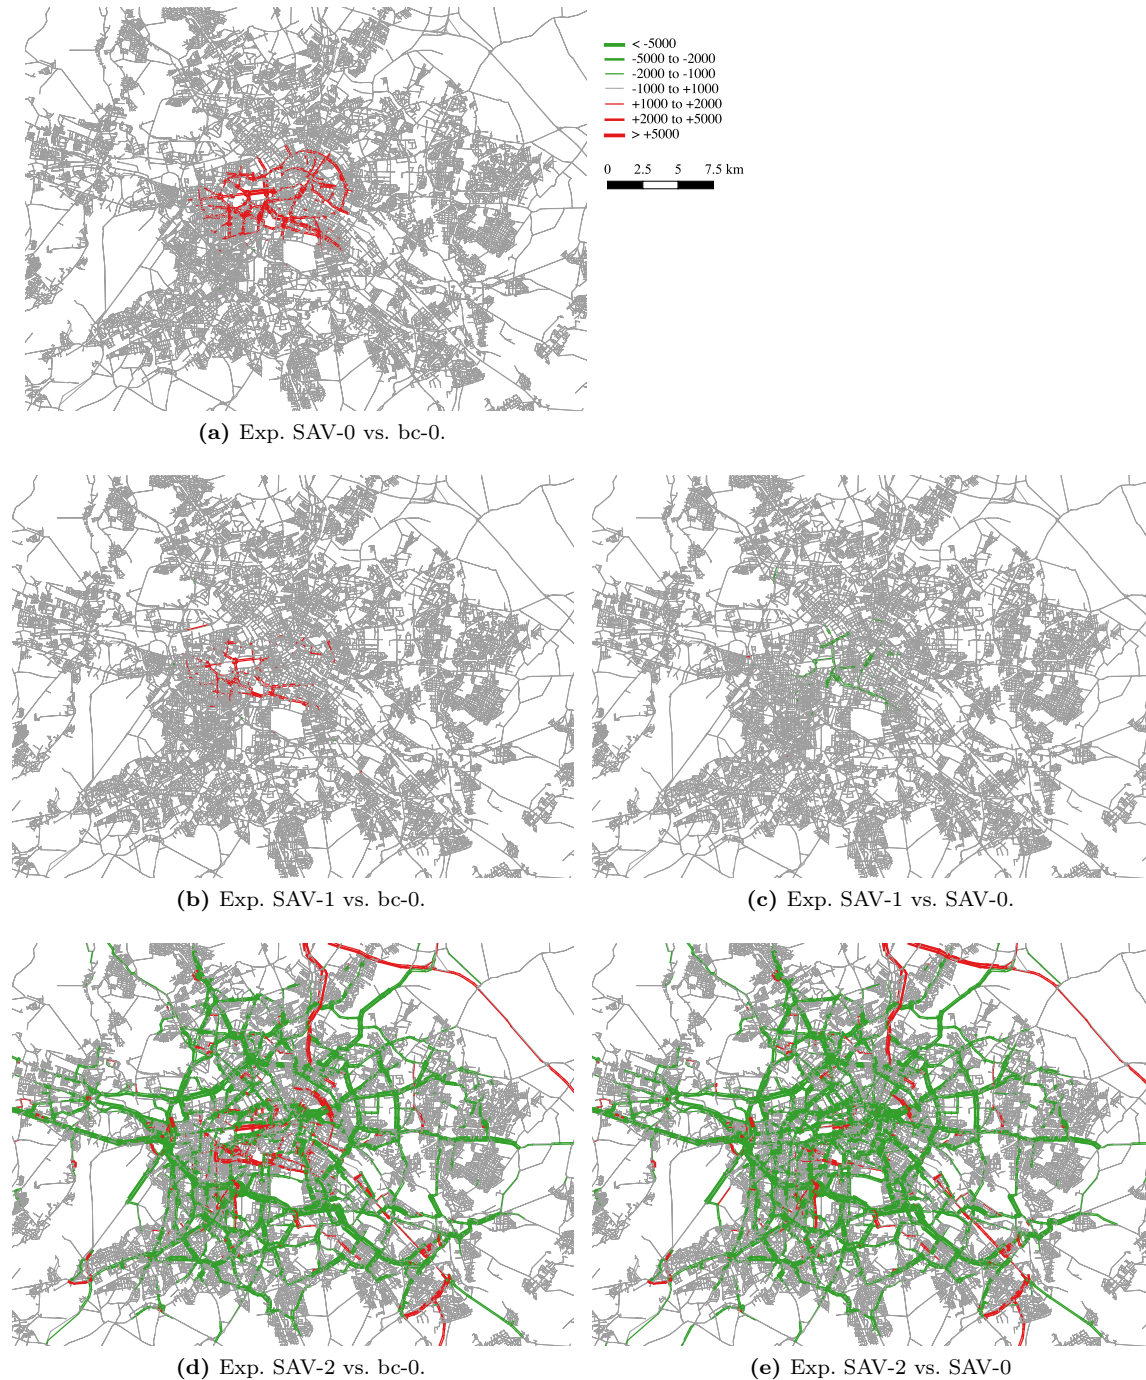 < -5000
-5000 to -2000
-2000 to -1000
-1000 to +1000
+1000 to +2000
+2000 to +5000
> +5000
0 2.5 5 7.5 km
(a) Exp. SAV-0 vs. bc-0.
(b) Exp. SAV-1 vs. bc-0.
(c) Exp. SAV-1 vs. SAV-0.
(d) Exp. SAV-2 vs. bc-0.
(e) Exp. SAV-2 vs. SAV-0